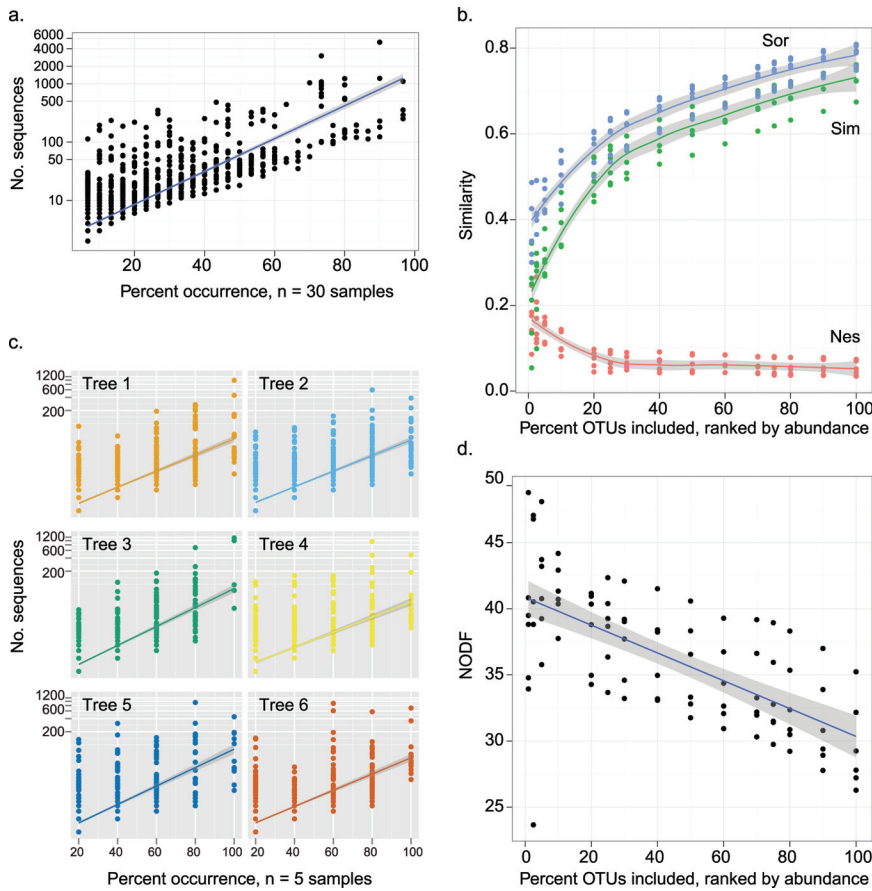 a.
6000
4000
2000
1000
500
100
50
10
No. sequences
20 40 60 80 100
Percent occurrence, n = 30 samples
b.
0.8
0.6
0.4
0.2
0.0
Similarity
Sor
Sim
Nes
0 20 40 60 80 100
Percent OTUs included, ranked by abundance
c.
1200
600
200
Tree 1
Tree 2
1200
600
200
Tree 3
Tree 4
1200
600
200
Tree 5
Tree 6
No. sequences
20 40 60 80 100 20 40 60 80 100
Percent occurrence, n = 5 samples
d.
50
45
40
35
30
25
NODF
0 20 40 60 80 100
Percent OTUs included, ranked by abundance